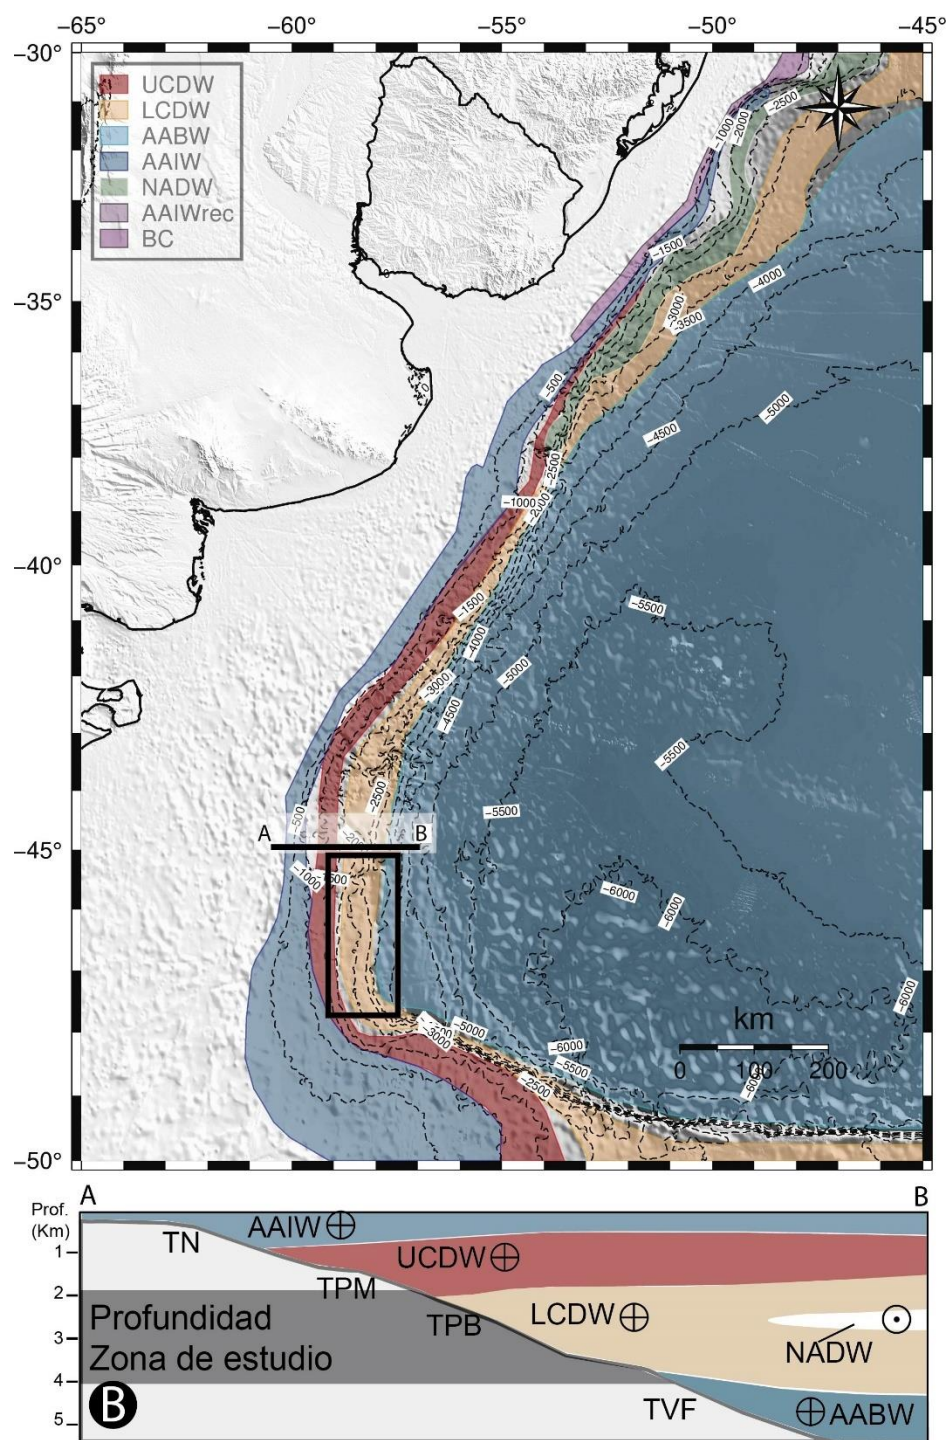 −65° −60° −55° −50° −45°
−30°
UCDW
LCDW
AABW
AAIW
NADW
AAIWrec
BC
−2500
−2000
−1000
−1500
0
−35°
−4000
−3000
−3500
−500
0
−5000
−4500
−2500
−1000
−2000
−40°
−5500
−1500
−4000
−5000
−3000
−4500
−5500
−2500
−500
−5500
A B
−45°
−1000
−6000
−6000
−6000
km
−5000
−3000
−6000
−5500
−2500
0 100 200
−50°
A B
Prof.
(Km)
AAIW
TN
1
UCDW
TPM
2
LCDW
TPB
Profundidad
3
NADW
Zona de estudio
4
B
TVF
AABW
5